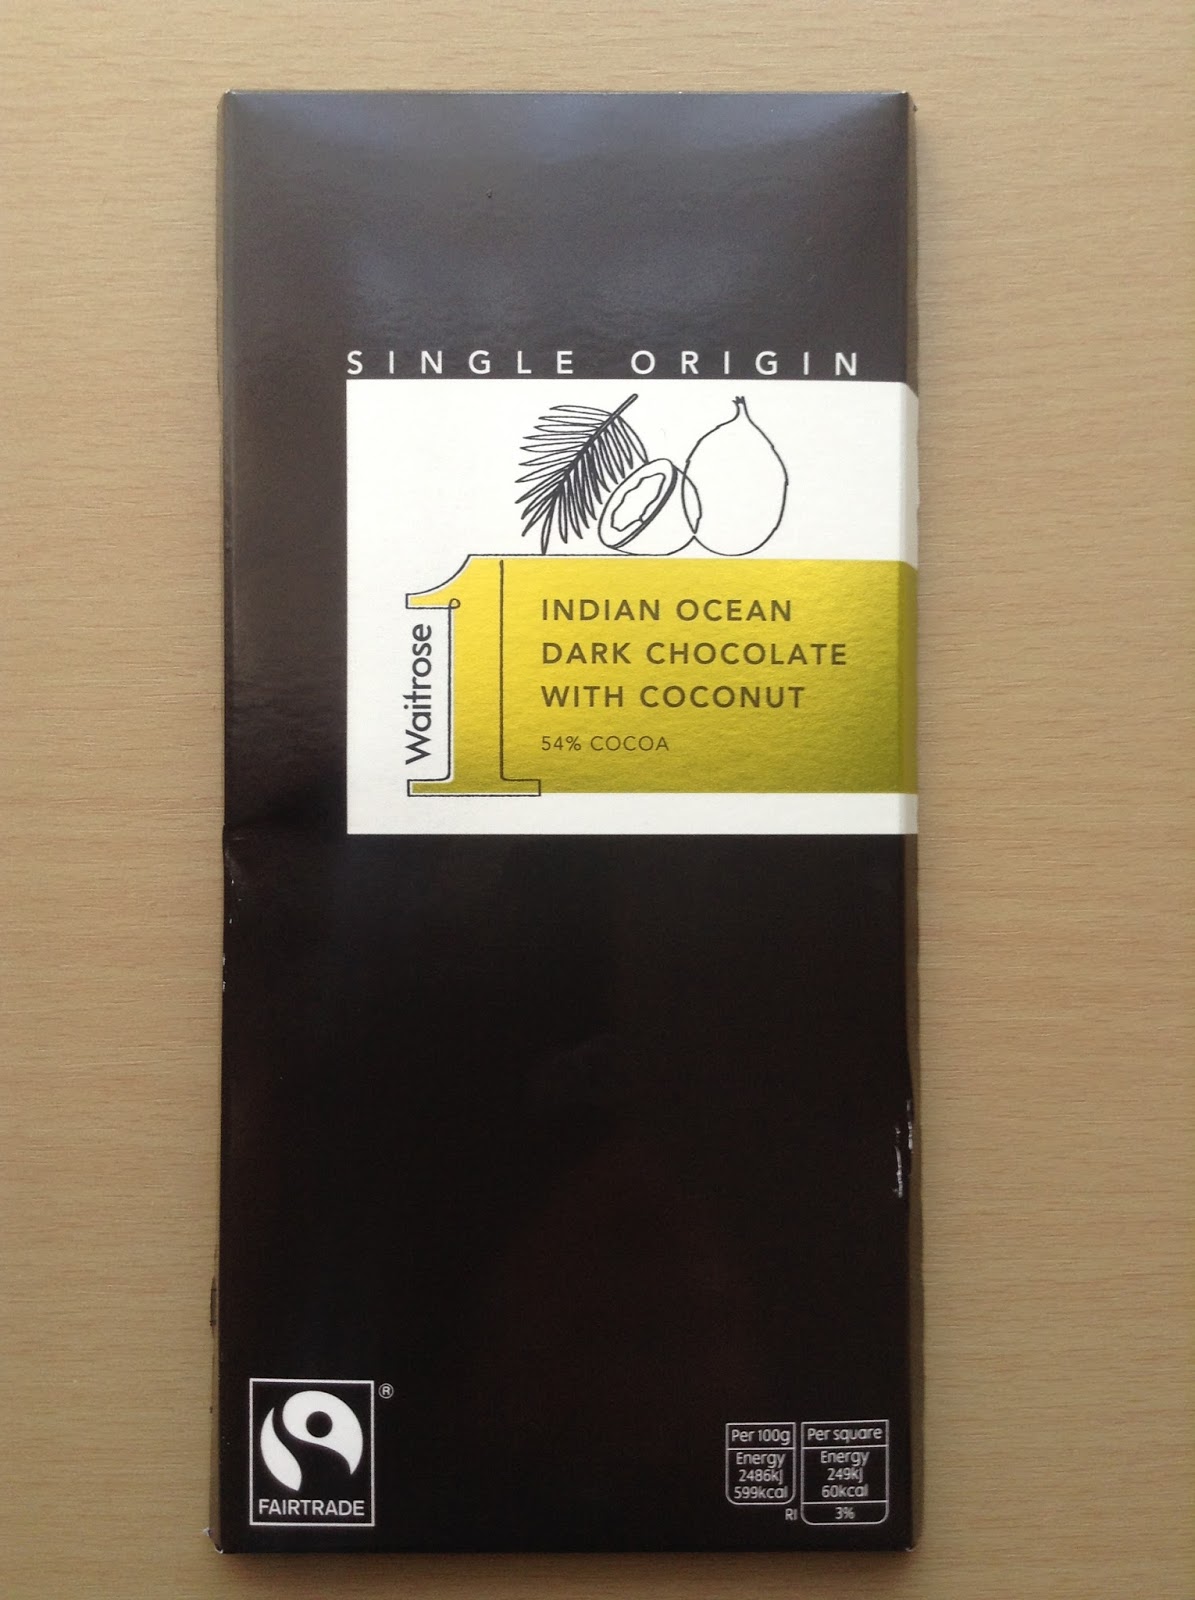 SINGLE ORIGIN
Waitrose
1
INDIAN OCEAN
DARK CHOCOLATE
WITH COCONUT
54% COCOA
®
FAIRTRADE
Per 100g
Energy
2486kJ
599kcal
RI
Per square
Energy
249kJ
60kcal
3%